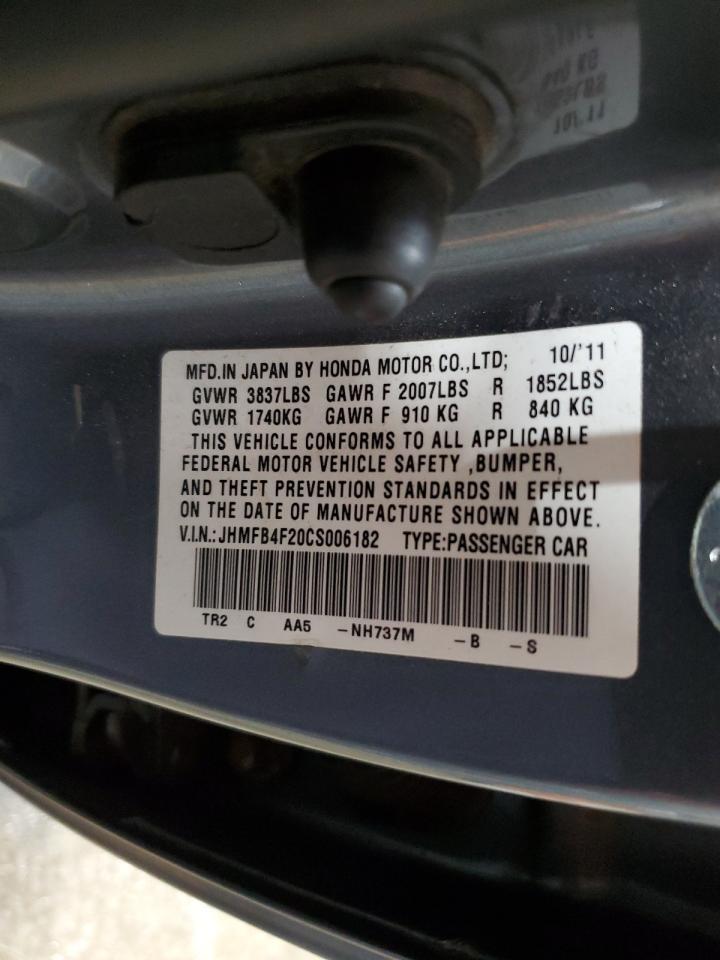 MFD.IN JAPAN BY HONDA MOTOR CO.,LTD; 10/'11
GVWR 3837LBS GAWR F 2007LBS R 1852LBS
GVWR 1740KG GAWR F 910 KG R 840 KG
THIS VEHICLE CONFORMS TO ALL APPLICABLE
FEDERAL MOTOR VEHICLE SAFETY ,BUMPER,
AND THEFT PREVENTION STANDARDS IN EFFECT
ON THE DATE OF MANUFACTURE SHOWN ABOVE.
V.I.N.:JHMFB4F20CS006182 TYPE:PASSENGER CAR
TR2 C AA5 -NH737M -B -S